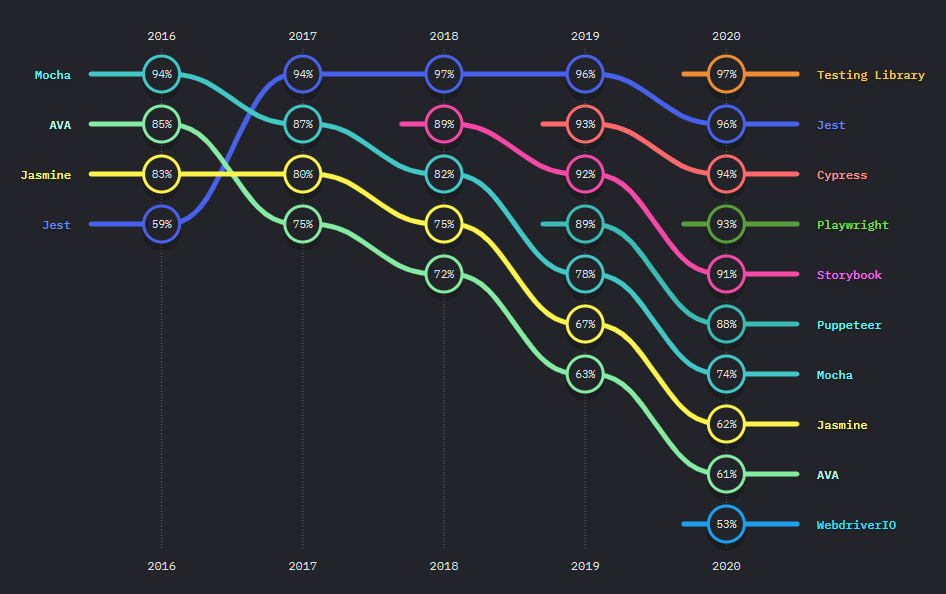 2016 2017 2018 2019 2020
Mocha 94% 94% 97% 96% 97% Testing Library
AVA 85% 87% 89% 93% 96% Jest
Jasmine 83% 80% 82% 92% 94% Cypress
Jest 59% 75% 75% 89% 93% Playwright
72% 78% 91% Storybook
67% 88% Puppeteer
63% 74% Mocha
62% Jasmine
61% AVA
53% WebdriverIO
2016 2017 2018 2019 2020